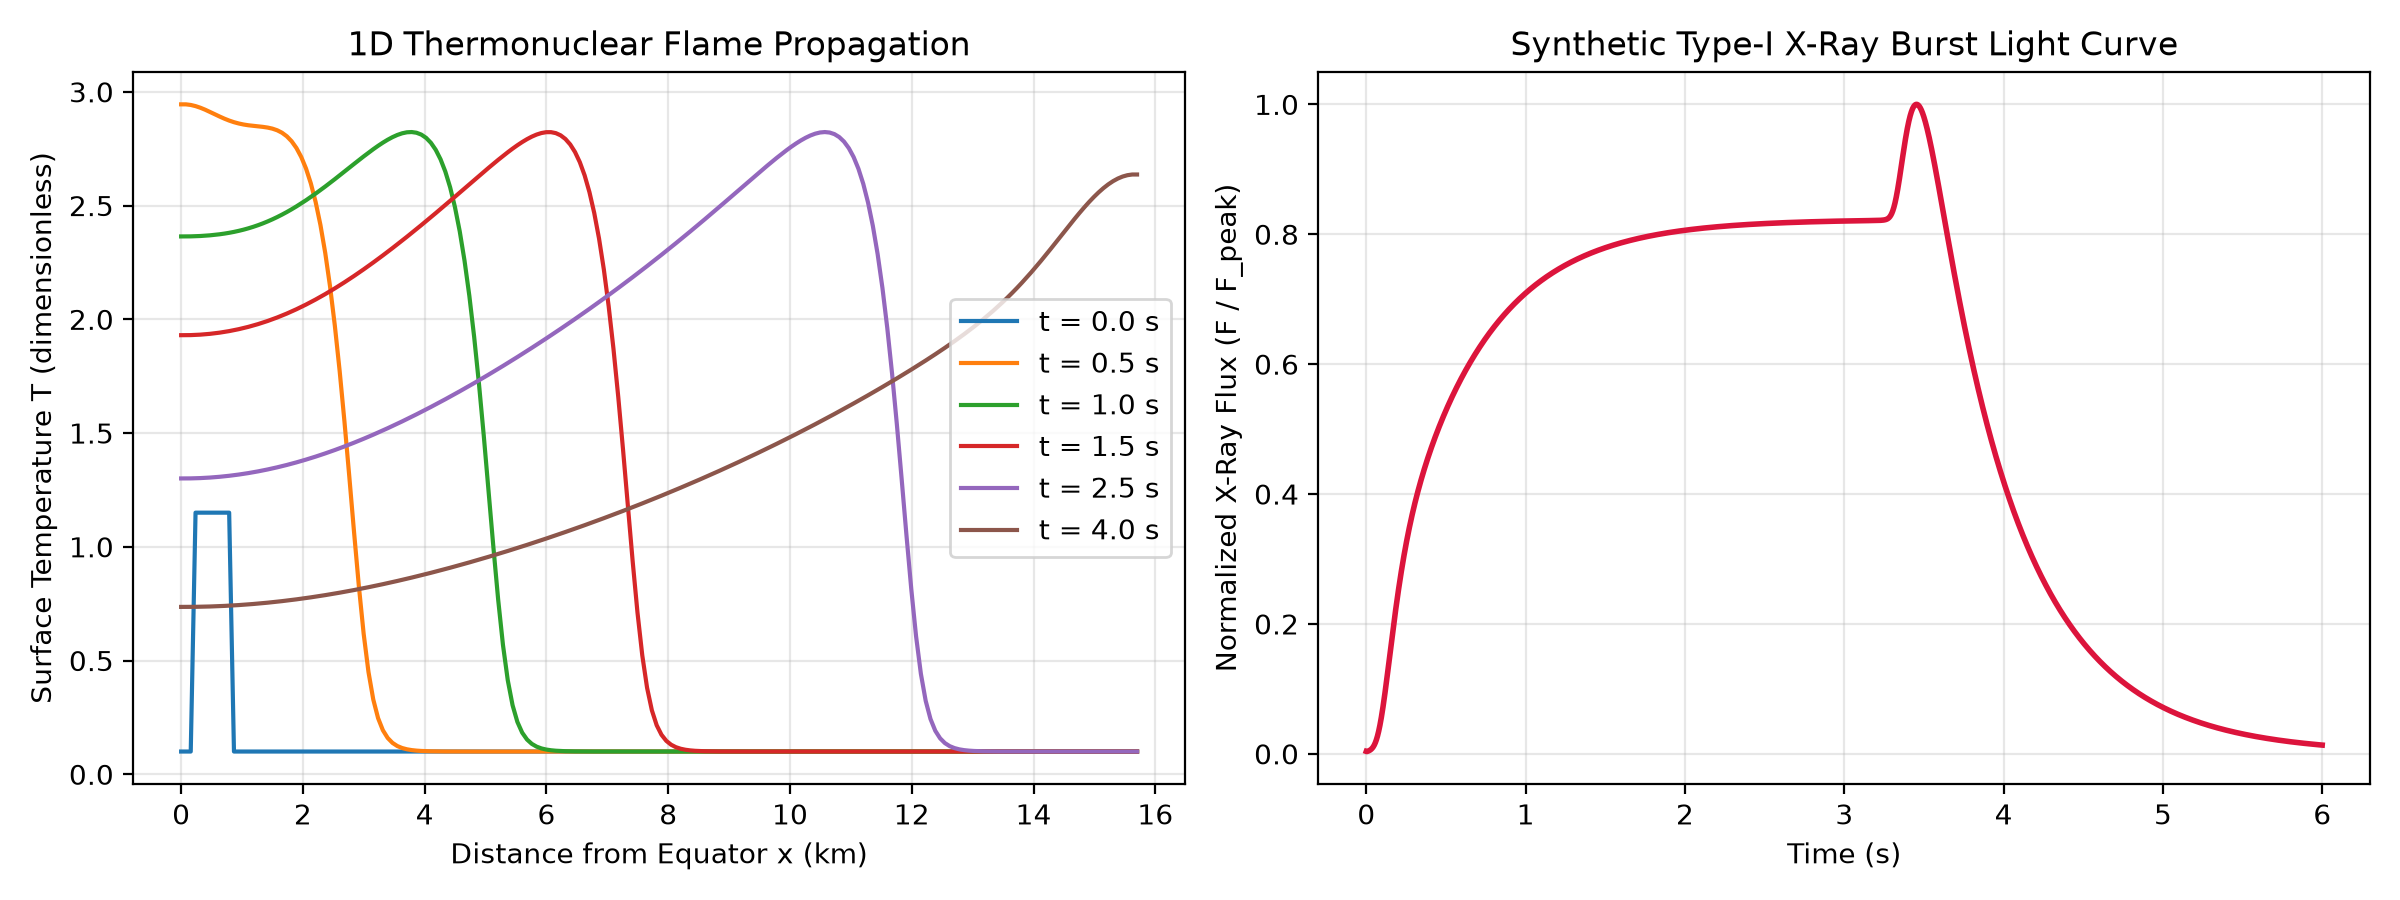 1D Thermonuclear Flame Propagation
Surface Temperature T (dimensionless)
3.0
2.5
2.0
1.5
1.0
0.5
0.0
t = 0.0 s
t = 0.5 s
t = 1.0 s
t = 1.5 s
t = 2.5 s
t = 4.0 s
0 2 4 6 8 10 12 14 16
Distance from Equator x (km)
Synthetic Type-I X-Ray Burst Light Curve
Normalized X-Ray Flux (F / F_peak)
1.0
0.8
0.6
0.4
0.2
0.0
0 1 2 3 4 5 6
Time (s)